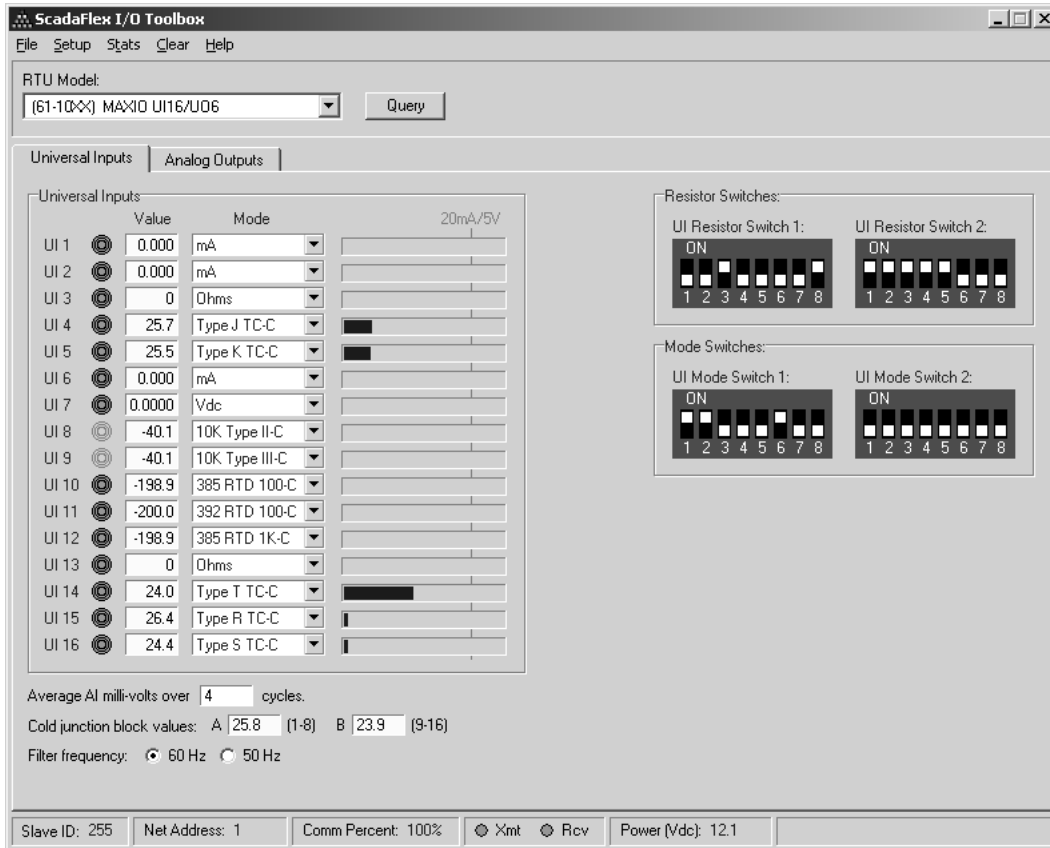 ScadaFlex I/O Toolbox
File Setup Stats Clear Help
RTU Model:
(61-10XX) MAXIO UI16/UO6 Query
Universal Inputs Analog Outputs
Universal Inputs
Value Mode 20mA/5V
UI 1 0.000 mA
UI 2 0.000 mA
UI 3 0 Ohms
UI 4 25.7 Type J TC-C
UI 5 25.5 Type K TC-C
UI 6 0.000 mA
UI 7 0.0000 Vdc
UI 8 -40.1 10K Type II-C
UI 9 -40.1 10K Type III-C
UI 10 -198.9 385 RTD 100-C
UI 11 -200.0 392 RTD 100-C
UI 12 -198.9 385 RTD 1K-C
UI 13 0 Ohms
UI 14 24.0 Type T TC-C
UI 15 26.4 Type R TC-C
UI 16 24.4 Type S TC-C
Resistor Switches:
UI Resistor Switch 1: UI Resistor Switch 2:
ON ON
1 2 3 4 5 6 7 8 1 2 3 4 5 6 7 8
Mode Switches:
UI Mode Switch 1: UI Mode Switch 2:
ON ON
1 2 3 4 5 6 7 8 1 2 3 4 5 6 7 8
Average AI milli-volts over 4 cycles.
Cold junction block values: A 25.8 (1-8) B 23.9 (9-16)
Filter frequency: 60 Hz 50 Hz
Slave ID: 255 Net Address: 1 Comm Percent: 100% Xmt Rcv Power (Vdc): 12.1